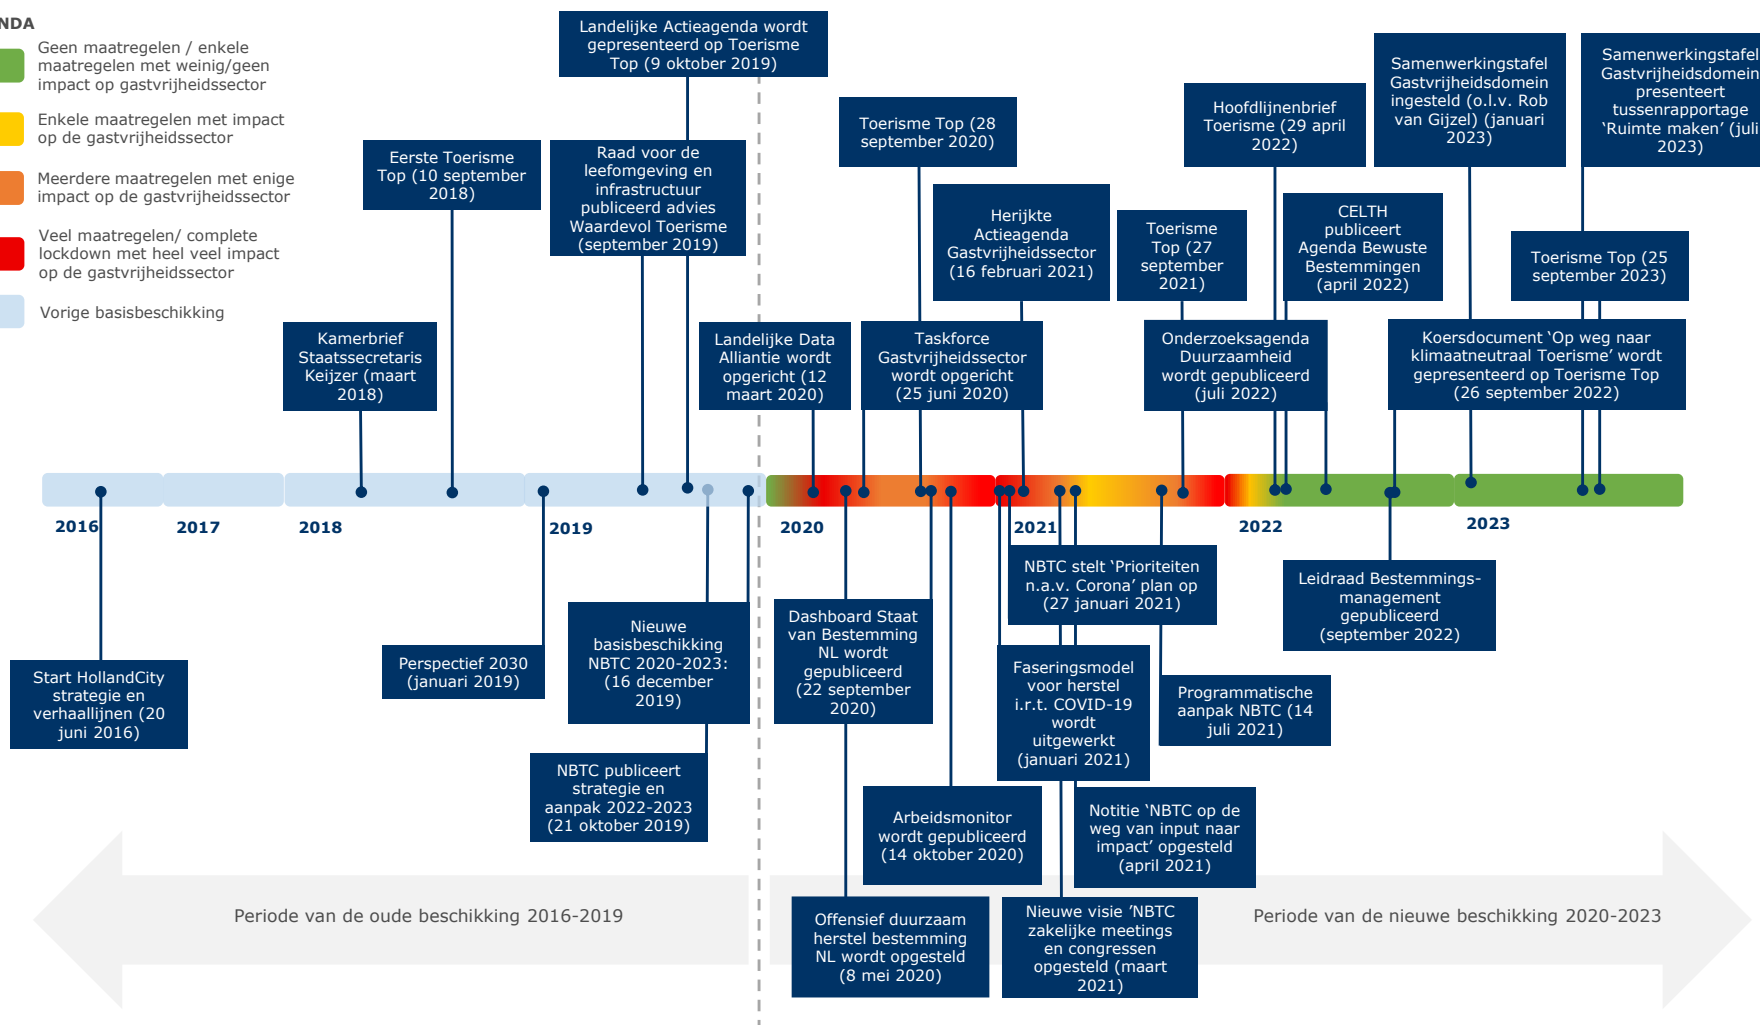 NDA
Geen maatregelen / enkele
maatregelen met weinig/geen
impact op gastvrijheidssector
Enkele maatregelen met impact
op de gastvrijheidssector
Meerdere maatregelen met enige
impact op de gastvrijheidssector
Veel maatregelen/ complete
lockdown met heel veel impact
op de gastvrijheidssector
Vorige basisbeschikking
Kamerbrief
Staatssecretaris
Keijzer (maart
2018)
Eerste Toerisme
Top (10 september
2018)
Landelijke Actieagenda wordt
gepresenteerd op Toerisme
Top (9 oktober 2019)
Raad voor de
leefomgeving en
infrastructuur
publiceerd advies
Waardevol Toerisme
(september 2019)
Landelijke Data
Alliantie wordt
opgericht (12
maart 2020)
Toerisme Top (28
september 2020)
Taskforce
Gastvrijheidssector
wordt opgericht
(25 juni 2020)
Herijkte
Actieagenda
Gastvrijheidssector
(16 februari 2021)
Toerisme
Top (27
september
2021)
Onderzoeksagenda
Duurzaamheid
wordt gepubliceerd
(juli 2022)
Hoofdlijnenbrief
Toerisme (29 april
2022)
CELTH
publiceert
Agenda Bewuste
Bestemmingen
(april 2022)
Samenwerkingstafel
Gastvrijheidsdomein
ingesteld (o.l.v. Rob
van Gijzel) (januari
2023)
Koersdocument ‘Op weg naar
klimaatneutraal Toerisme’ wordt
gepresenteerd op Toerisme Top
(26 september 2022)
Samenwerkingstafel
Gastvrijheidsdomein
presenteert
tussenrapportage
‘Ruimte maken’ (juli
2023)
Toerisme Top (25
september 2023)
2016
2017
2018
2019
2020
2021
2022
2023
Start HollandCity
strategie en
verhaallijnen (20
juni 2016)
Perspectief 2030
(januari 2019)
Nieuwe
basisbeschikking
NBTC 2020-2023:
(16 december
2019)
NBTC publiceert
strategie en
aanpak 2022-2023
(21 oktober 2019)
Dashboard Staat
van Bestemming
NL wordt
gepubliceerd
(22 september
2020)
Offensief duurzaam
herstel bestemming
NL wordt opgesteld
(8 mei 2020)
Arbeidsmonitor
wordt gepubliceerd
(14 oktober 2020)
NBTC stelt ‘Prioriteiten
n.a.v. Corona’ plan op
(27 januari 2021)
Faseringsmodel
voor herstel
i.r.t. COVID-19
wordt
uitgewerkt
(januari 2021)
Notitie ‘NBTC op de
weg van input naar
impact’ opgesteld
(april 2021)
Nieuwe visie ’NBTC
zakelijke meetings
en congressen
opgesteld (maart
2021)
Programmatische
aanpak NBTC (14
juli 2021)
Leidraad Bestemmings-
management
gepubliceerd
(september 2022)
Periode van de oude beschikking 2016-2019
Periode van de nieuwe beschikking 2020-2023